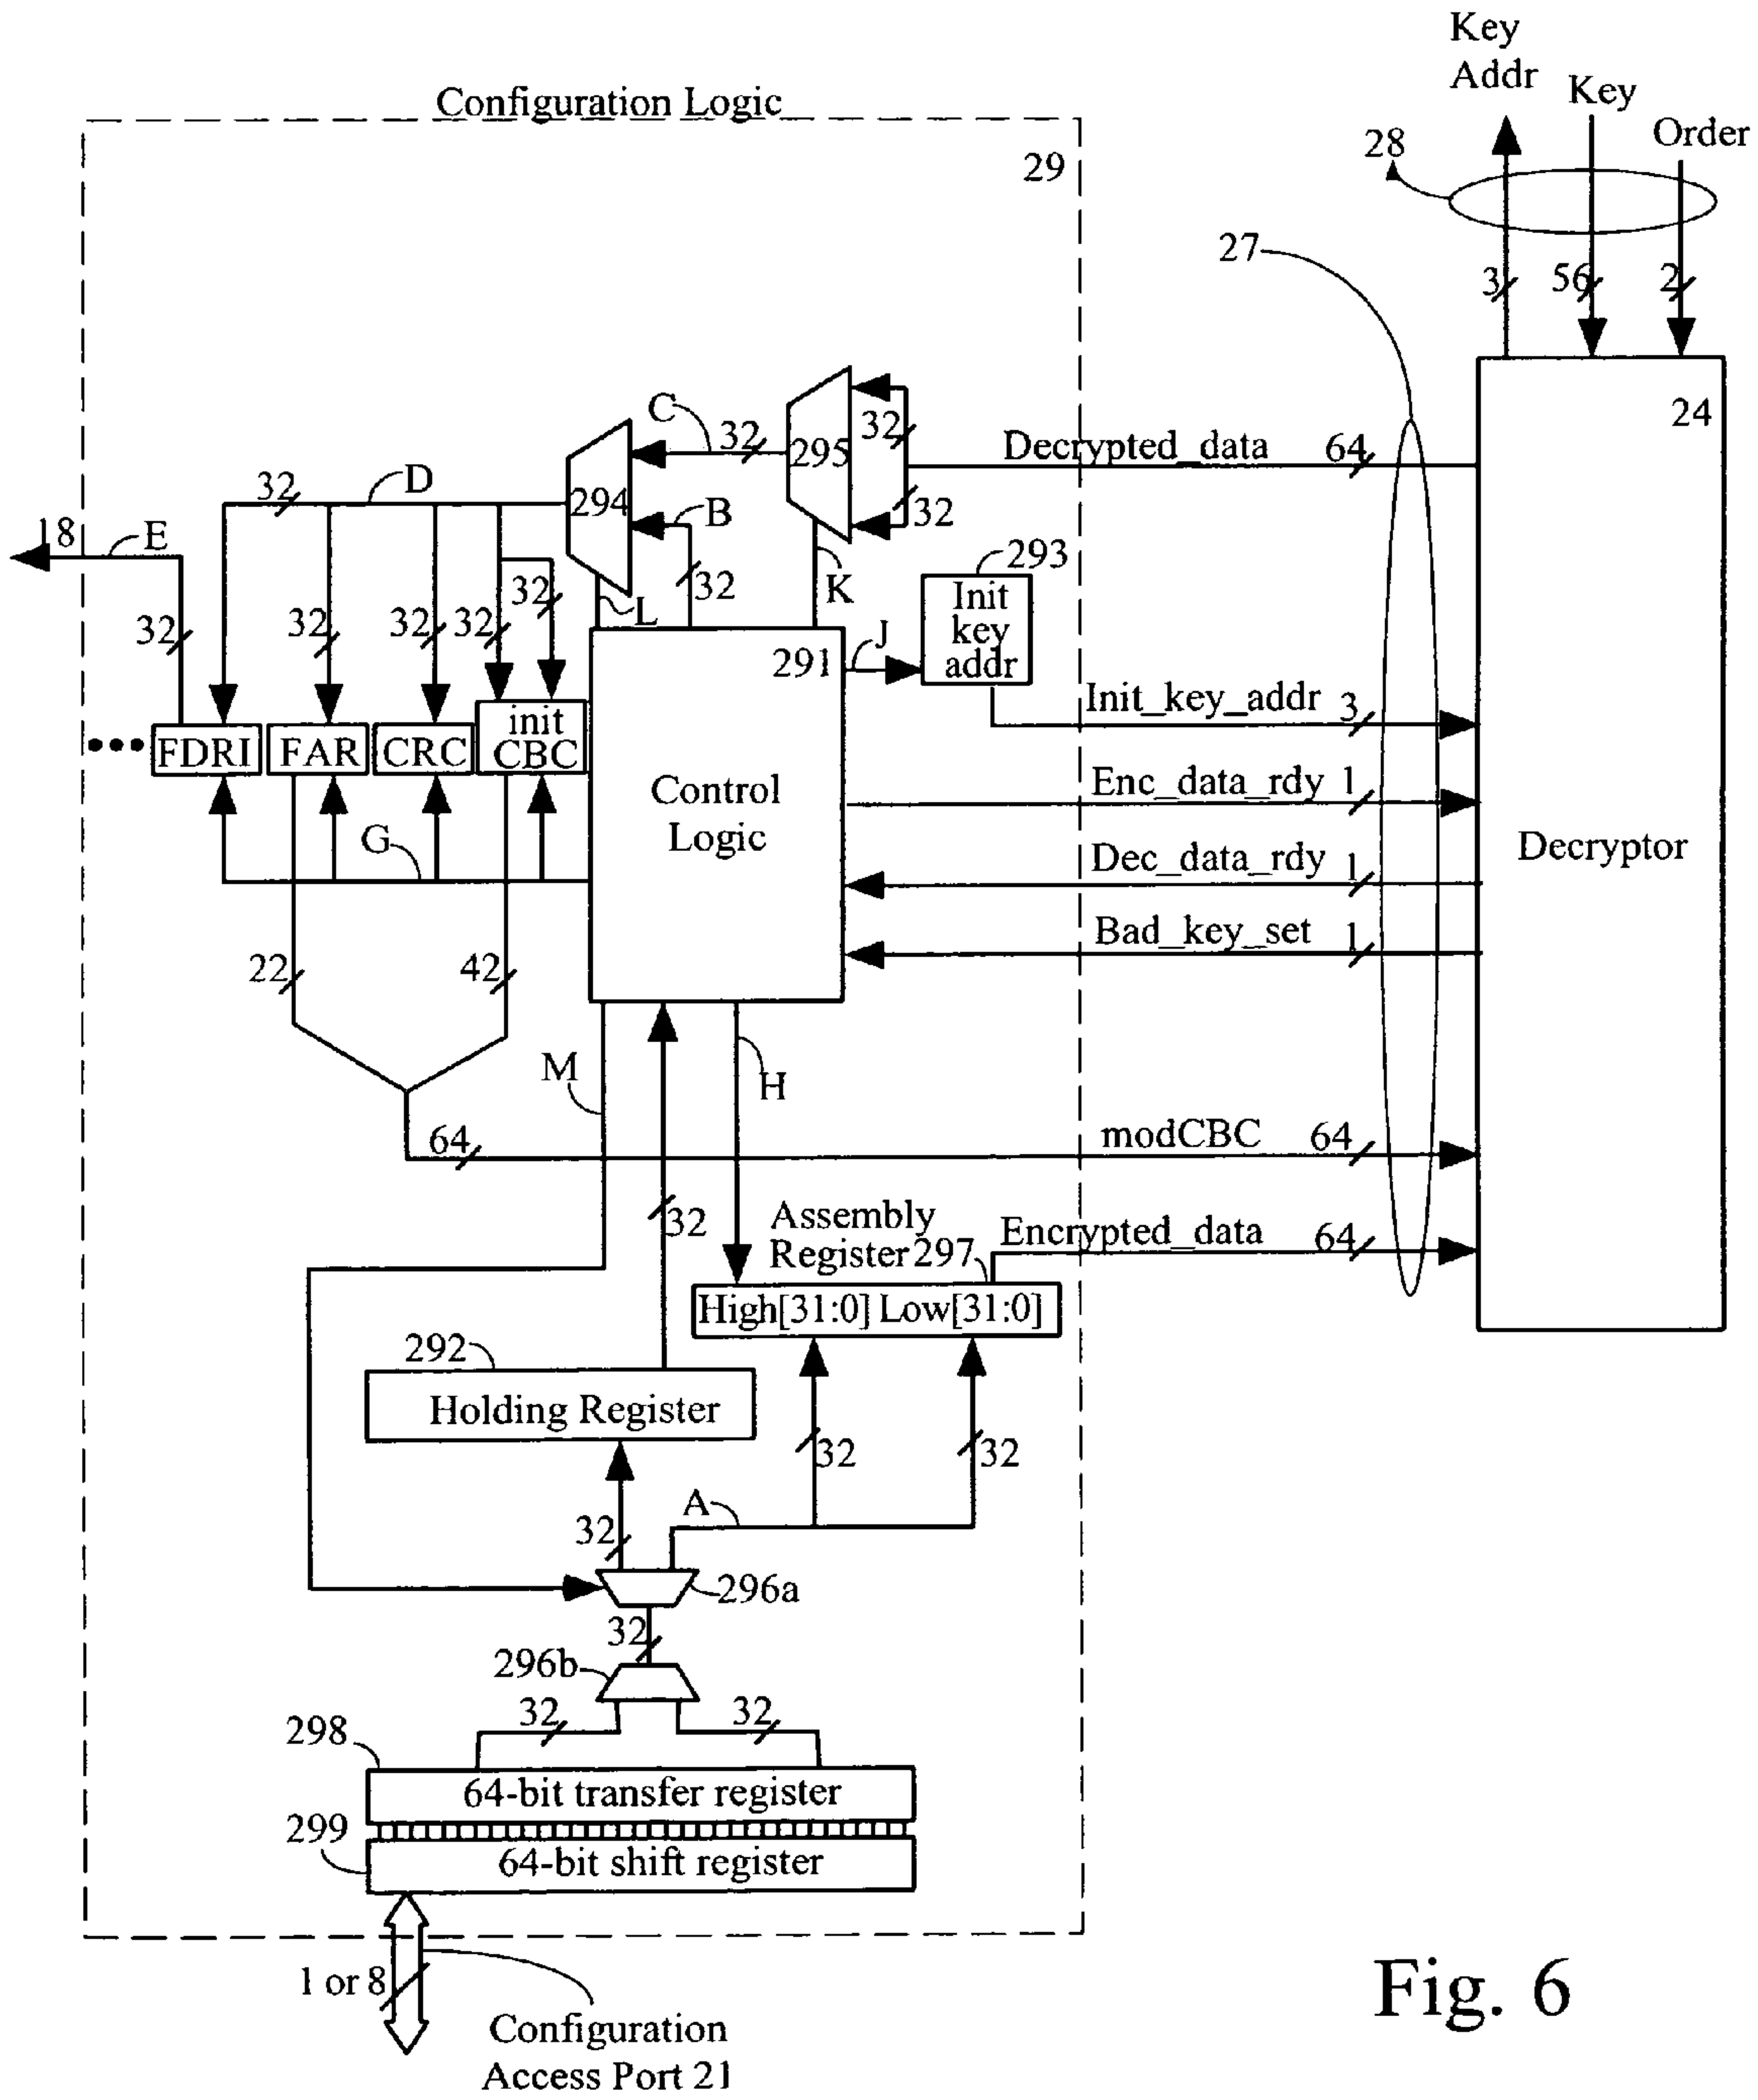 Key
Addr
Key
Order
Configuration Logic
29
28
27
3
56
2
24
C
32
295
32
Decrypted_data
64
32
D
294
B
32
18
E
32
K
293
Init
key
addr
32
32
32
32
32
L
32
291
J
Init_key_addr
3
FDRI
FAR
CRC
init
CBC
Control
Logic
Enc_data_rdy
1
Decryptor
G
Dec_data_rdy
1
Bad_key_set
1
22
42
M
H
64
modCBC
64
32
Assembly
Register 297
Encrypted_data
64
High[31:0] Low[31:0]
292
Holding Register
32
32
32
A
296a
32
296b
32
32
298
64-bit transfer register
299
64-bit shift register
1 or 8
Configuration
Access Port 21
Fig. 6